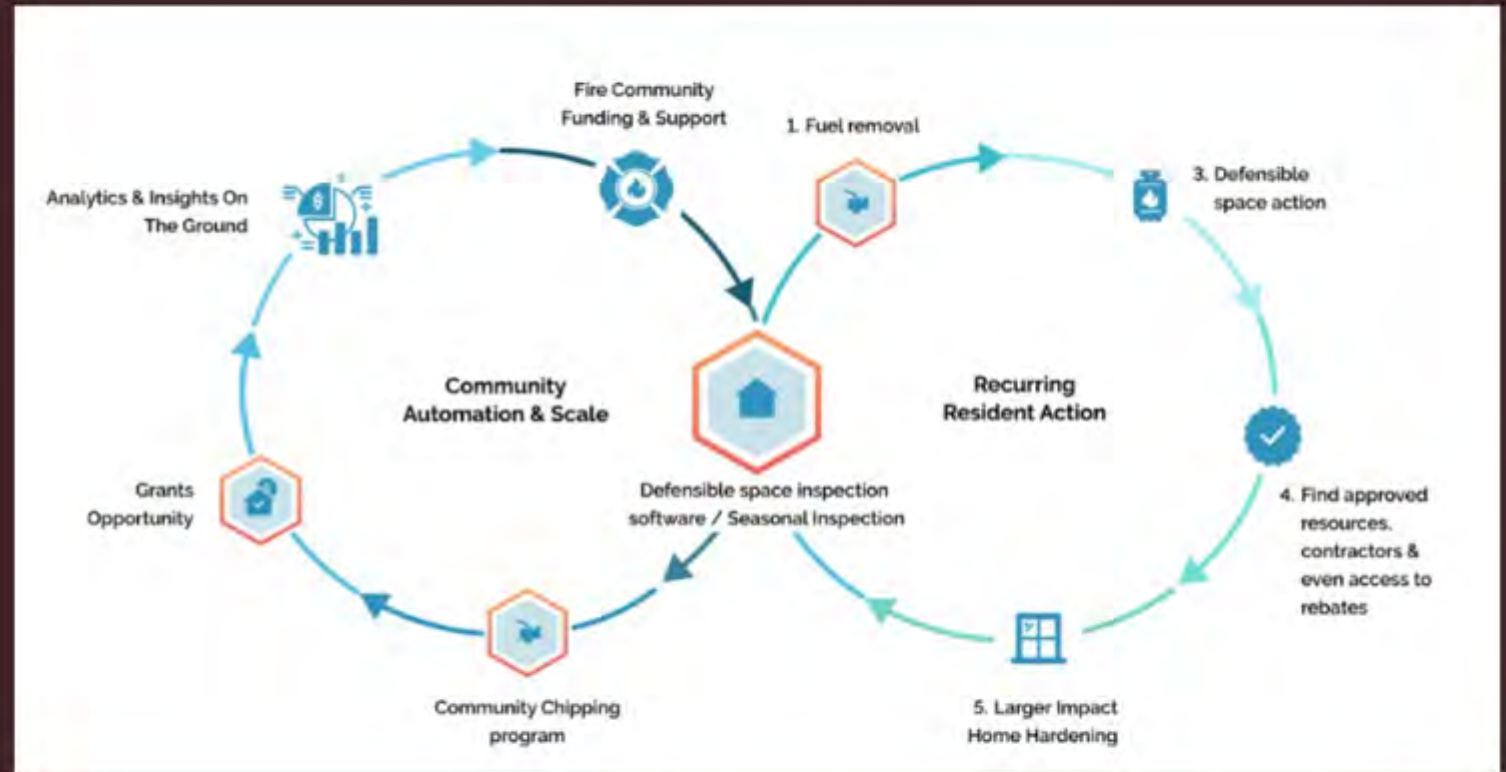 Fire Community
Funding & Support
1. Fuel removal
Analytics & Insights On
The Ground
3. Defensible
space action
Community
Automation & Scale
Recurring
Resident Action
Grants
Opportunity
Defensible space inspection
software / Seasonal Inspection
4. Find approved
resources,
contractors &
even access to
rebates
Community Chipping
program
5. Larger Impact
Home Hardening